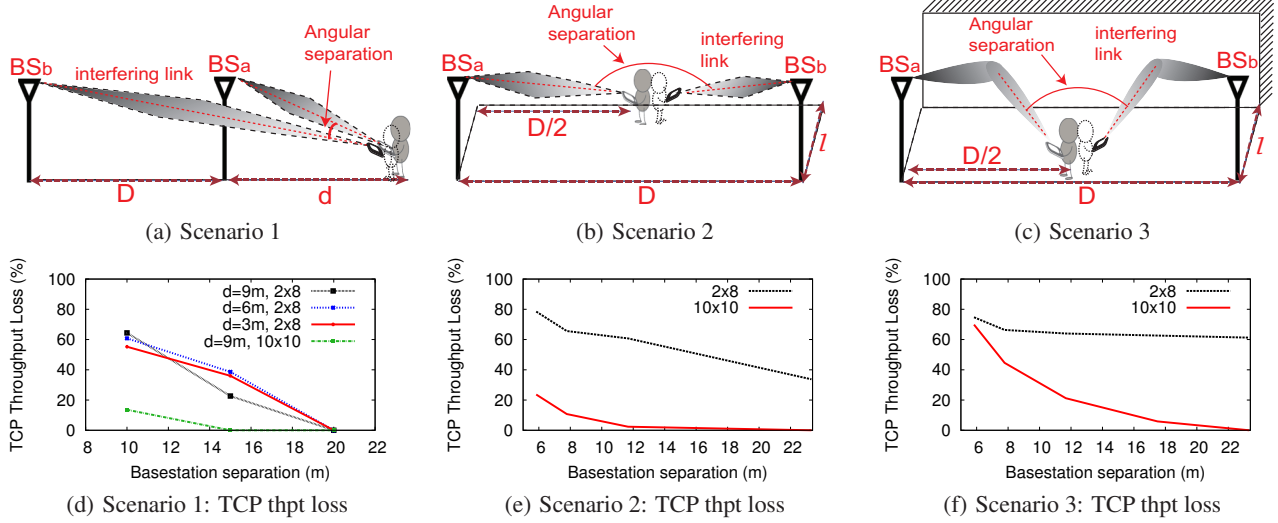 Angular
separation
BSb
BSa
interfering link
D
d
(a) Scenario 1
Angular
separation
interfering
link
BSa
BSb
D/2
D
l
(b) Scenario 2
Angular
separation
interfering
link
BSa
BSb
D/2
D
l
(c) Scenario 3
TCP Throughput Loss (%)
100
80
60
40
20
0
8 10 12 14 16 18 20 22
Basestation separation (m)
d=9m, 2x8
d=6m, 2x8
d=3m, 2x8
d=9m, 10x10
(d) Scenario 1: TCP thpt loss
TCP Throughput Loss (%)
100
80
60
40
20
0
6 8 10 12 14 16 18 20 22
Basestation separation (m)
2x8
10x10
(e) Scenario 2: TCP thpt loss
TCP Throughput Loss (%)
100
80
60
40
20
0
6 8 10 12 14 16 18 20 22
Basestation separation (m)
2x8
10x10
(f) Scenario 3: TCP thpt loss